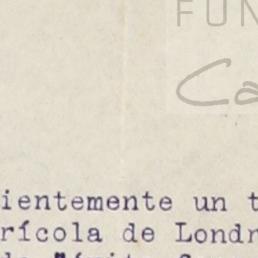 FUN
Ca
ientemente un t
rícola de Londr